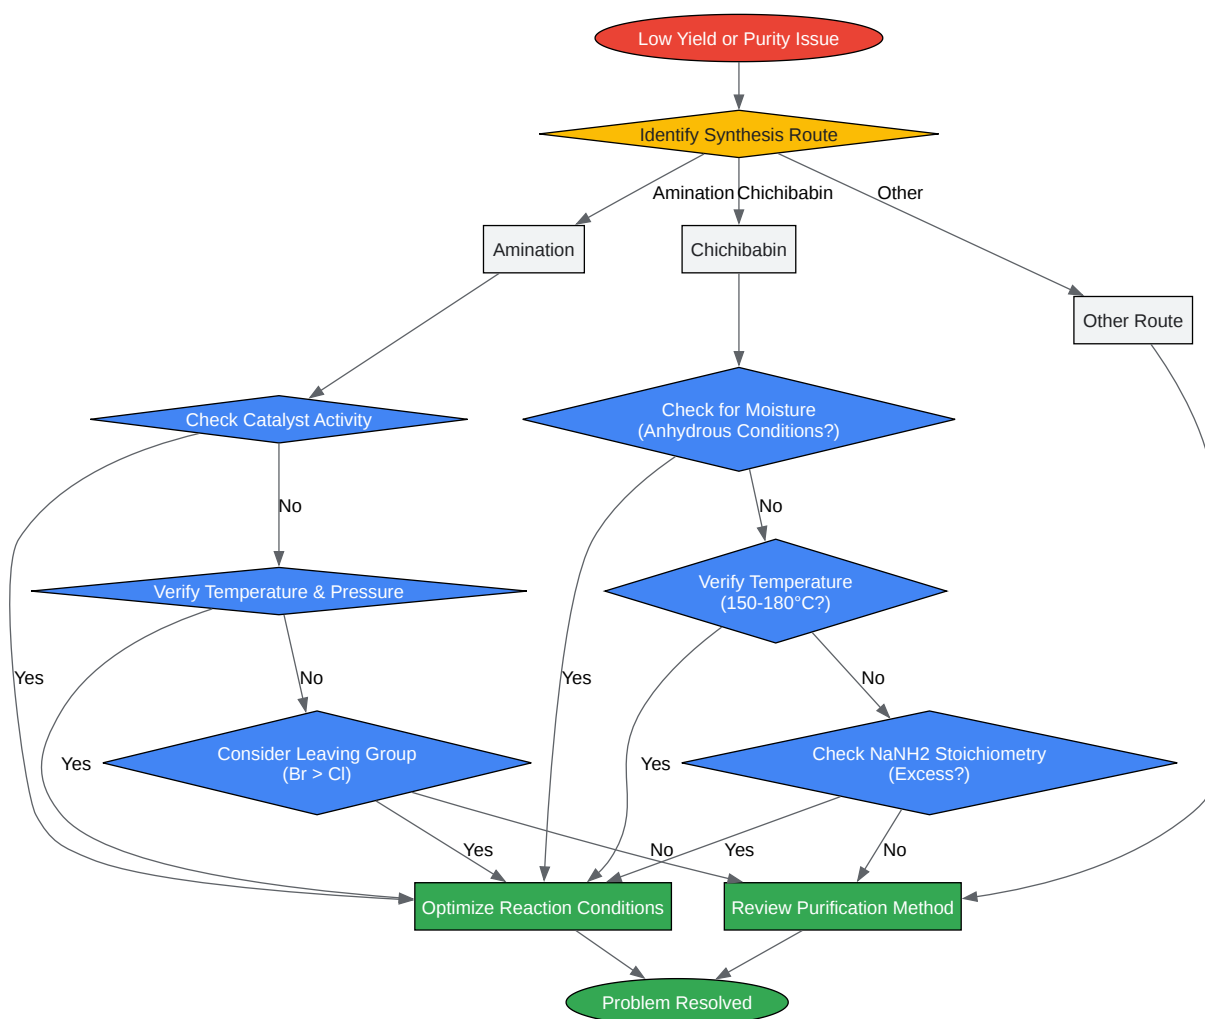 Low Yield or Purity Issue
Identify Synthesis Route
Amination
Chichibabin
Other
Amination
Chichibabin
Other Route
Check Catalyst Activity
Check for Moisture
(Anhydrous Conditions?)
No
No
Verify Temperature & Pressure
Verify Temperature
(150-180°C?)
Yes
No
Yes
No
Consider Leaving Group
(Br > Cl)
Yes
Yes
Check NaNH2 Stoichiometry
(Excess?)
Yes
No
Yes
No
Optimize Reaction Conditions
Review Purification Method
Problem Resolved